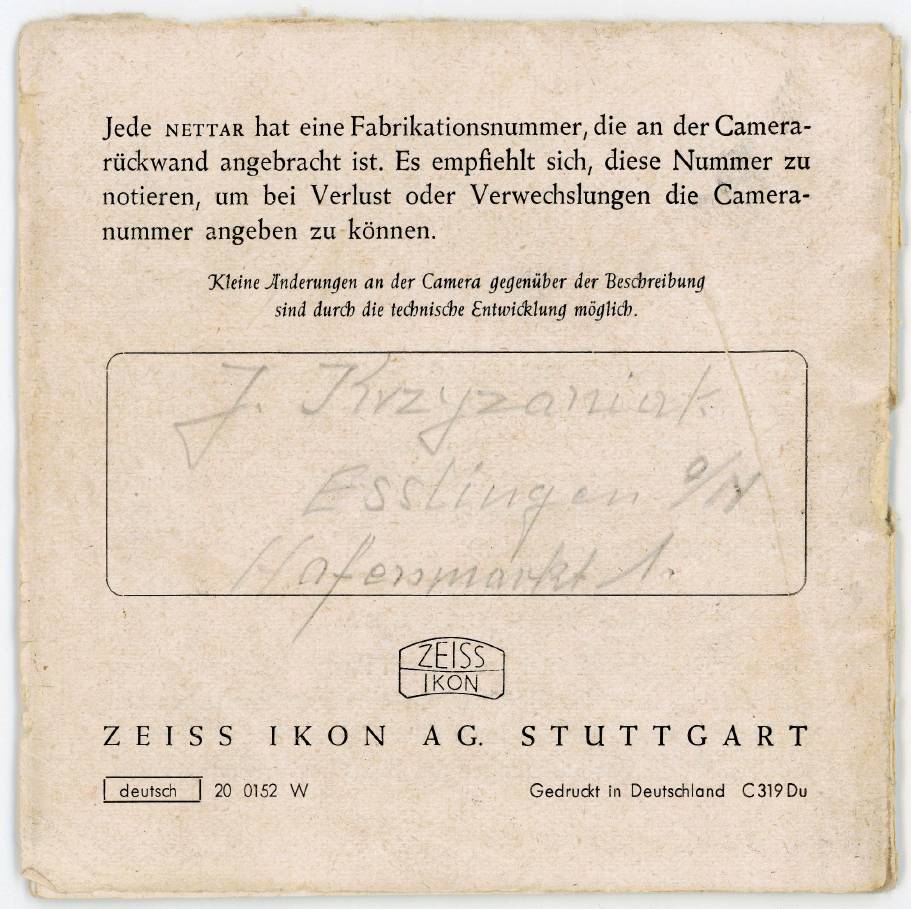 Jede NETTAR hat eine Fabrikationsnummer, die an der Camera-
rückwand angebracht ist. Es empfiehlt sich, diese Nummer zu
notieren, um bei Verlust oder Verwechslungen die Camera-
nummer angeben zu können.
Kleine Änderungen an der Camera gegenüber der Beschreibung
sind durch die technische Entwicklung möglich.
J. Krzyzaniak
Esslingen a/N
Hafenmarkt 1.
ZEISS
IKON
ZEISS IKON AG. STUTTGART
deutsch 20 0152 W Gedruckt in Deutschland C319Du